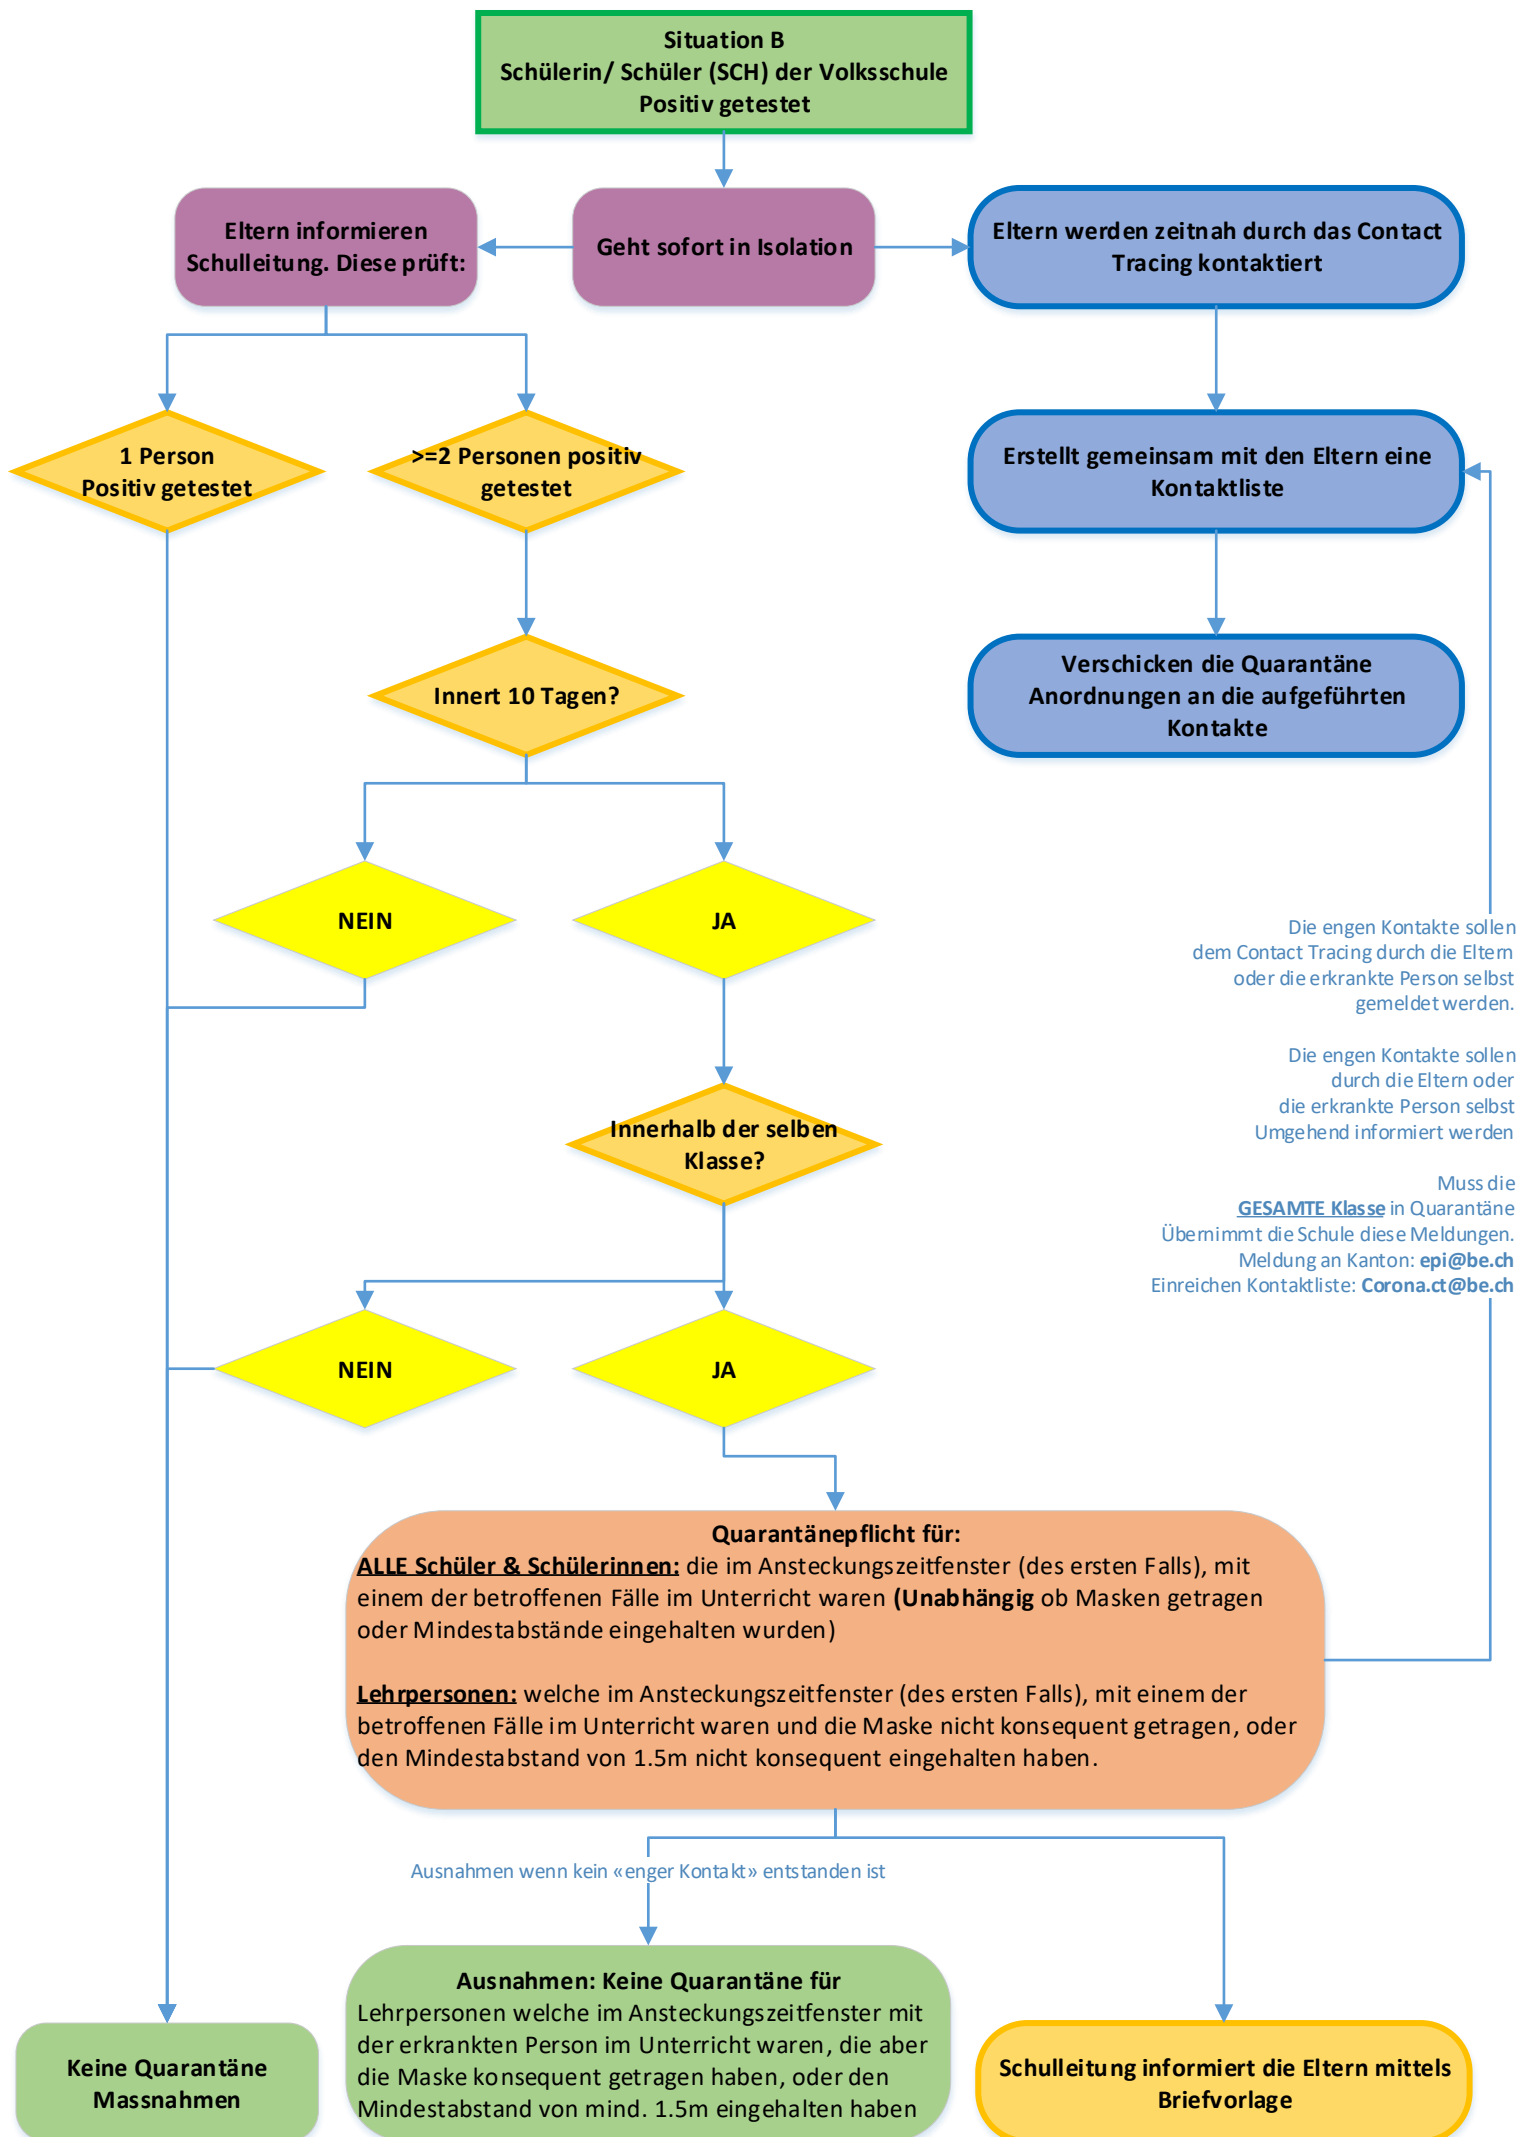 Situation B
Schülerin/ Schüler (SCH) der Volksschule
Positiv getestet
Eltern informieren
Schulleitung. Diese prüft:
Geht sofort in Isolation
Eltern werden zeitnah durch das Contact
Tracing kontaktiert
1 Person
Positiv getestet
>=2 Personen positiv
getestet
Erstellt gemeinsam mit den Eltern eine
Kontaktliste
Innert 10 Tagen?
Verschicken die Quarantäne
Anordnungen an die aufgeführten
Kontakte
NEIN
JA
Die engen Kontakte sollen
dem Contact Tracing durch die Eltern
oder die erkrankte Person selbst
gemeldet werden.
Die engen Kontakte sollen
durch die Eltern oder
die erkrankte Person selbst
Umgehend informiert werden
Muss die
GESAMTE Klasse in Quarantäne
Übernimmt die Schule diese Meldungen.
Meldung an Kanton: epi@be.ch
Einreichen Kontaktliste: Corona.ct@be.ch
Innerhalb der selben
Klasse?
NEIN
JA
Quarantänepflicht für:
ALLE Schüler & Schülerinnen: die im Ansteckungszeitfenster (des ersten Falls), mit
einem der betroffenen Fälle im Unterricht waren (Unabhängig ob Masken getragen
oder Mindestabstände eingehalten wurden)
Lehrpersonen: welche im Ansteckungszeitfenster (des ersten Falls), mit einem der
betroffenen Fälle im Unterricht waren und die Maske nicht konsequent getragen, oder
den Mindestabstand von 1.5m nicht konsequent eingehalten haben.
Ausnahmen wenn kein «enger Kontakt» entstanden ist
Ausnahmen: Keine Quarantäne für
Lehrpersonen welche im Ansteckungszeitfenster mit
der erkrankten Person im Unterricht waren, die aber
die Maske konsequent getragen haben, oder den
Mindestabstand von mind. 1.5m eingehalten haben
Keine Quarantäne
Massnahmen
Schulleitung informiert die Eltern mittels
Briefvorlage